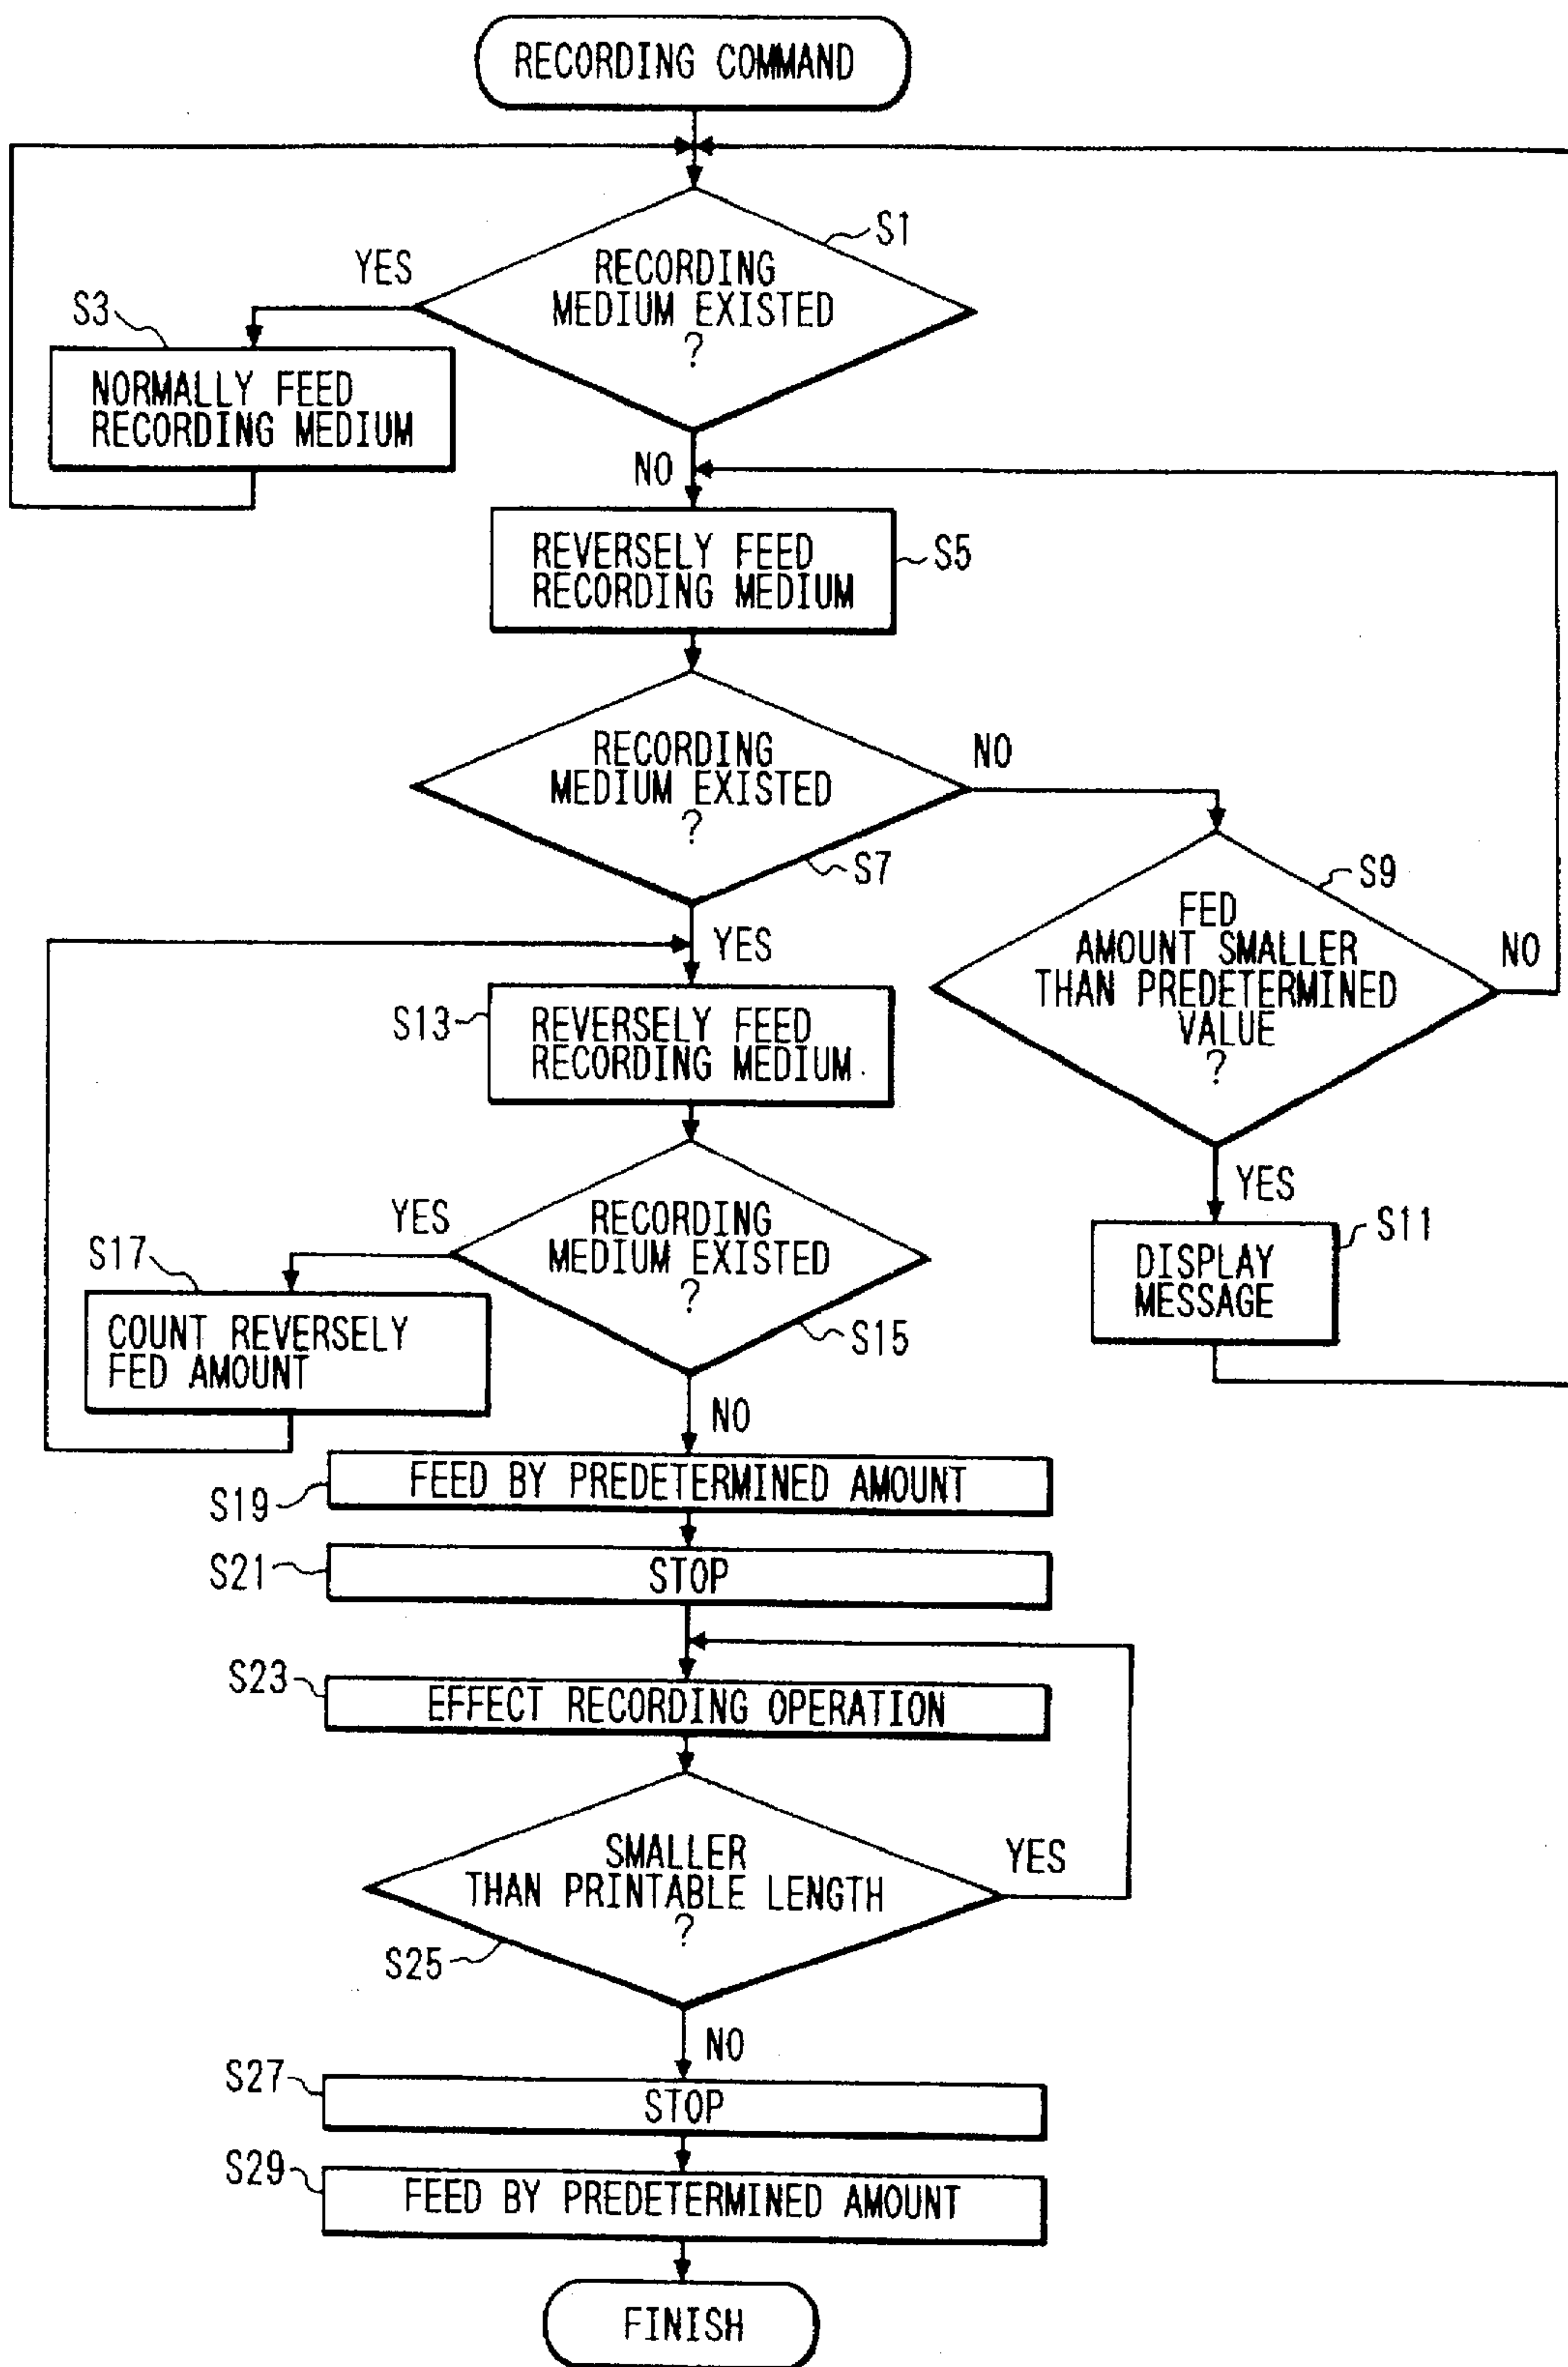 RECORDING COMMAND
S1
YES
RECORDING
MEDIUM EXISTED
?
S3
NORMALLY FEED
RECORDING MEDIUM
NO
REVERSELY FEED
RECORDING MEDIUM
S5
RECORDING
MEDIUM EXISTED
?
NO
S7
S9
FED
AMOUNT SMALLER
THAN PREDETERMINED
VALUE
?
NO
YES
S13
REVERSELY FEED
RECORDING MEDIUM
YES
S11
DISPLAY
MESSAGE
YES
RECORDING
MEDIUM EXISTED
?
S15
S17
COUNT REVERSELY
FED AMOUNT
NO
FEED BY PREDETERMINED AMOUNT
S19
S21
STOP
S23
EFFECT RECORDING OPERATION
SMALLER
THAN PRINTABLE LENGTH
?
YES
S25
NO
S27
STOP
S29
FEED BY PREDETERMINED AMOUNT
FINISH